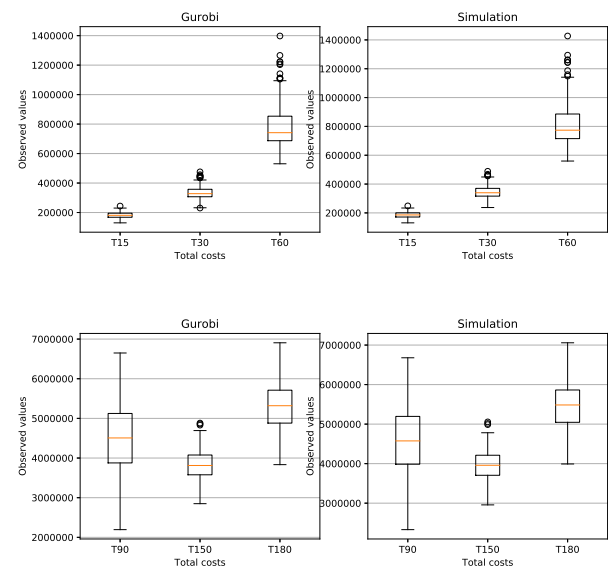 Gurobi
1400000
1200000
1000000
800000
600000
400000
200000
Observed values
T15 T30 T60
Total costs
Simulation
1400000
1200000
1000000
800000
600000
400000
200000
Observed values
T15 T30 T60
Total costs
Gurobi
7000000
6000000
5000000
4000000
3000000
2000000
Observed values
T90 T150 T180
Total costs
Simulation
7000000
6000000
5000000
4000000
3000000
Observed values
T90 T150 T180
Total costs